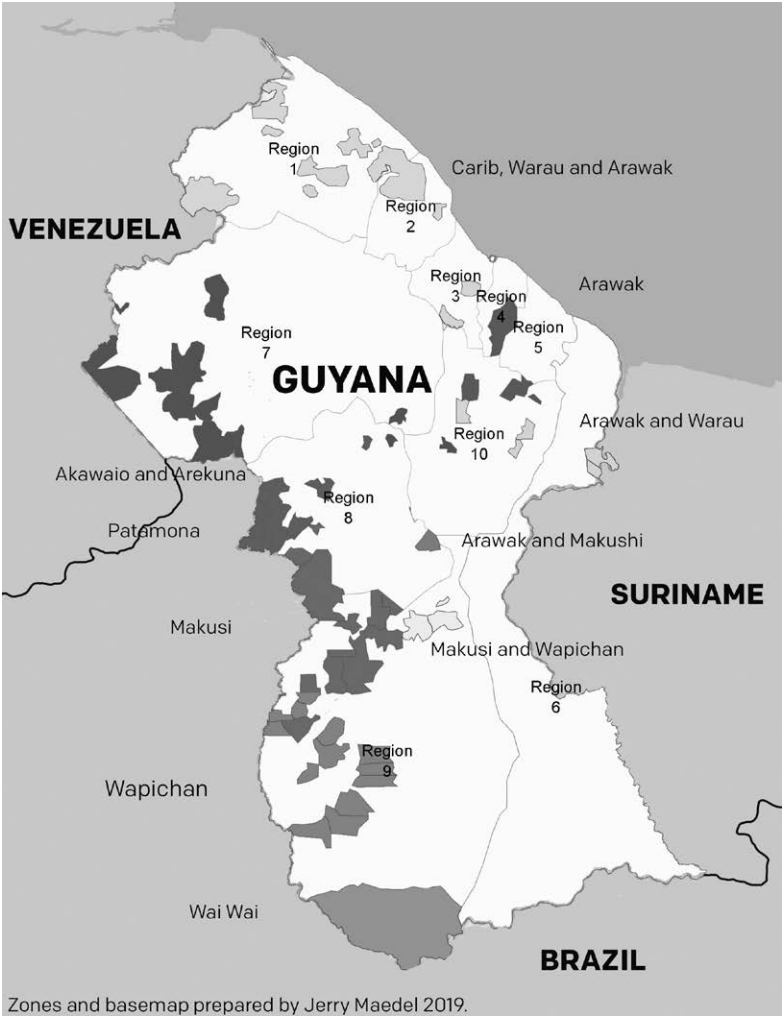 Region
1
Carib, Warau and Arawak
Region
2
VENEZUELA
Region
3
Arawak
Region
4
Region
5
Region
7
GUYANA
Arawak and Warau
Region
10
Akawaio and Arekuna
Region
8
Patamona
Arawak and Makushi
SURINAME
Makusi
Makusi and Wapichan
Region
6
Region
9
Wapichan
Wai Wai
BRAZIL
Zones and basemap prepared by Jerry Maedel 2019.